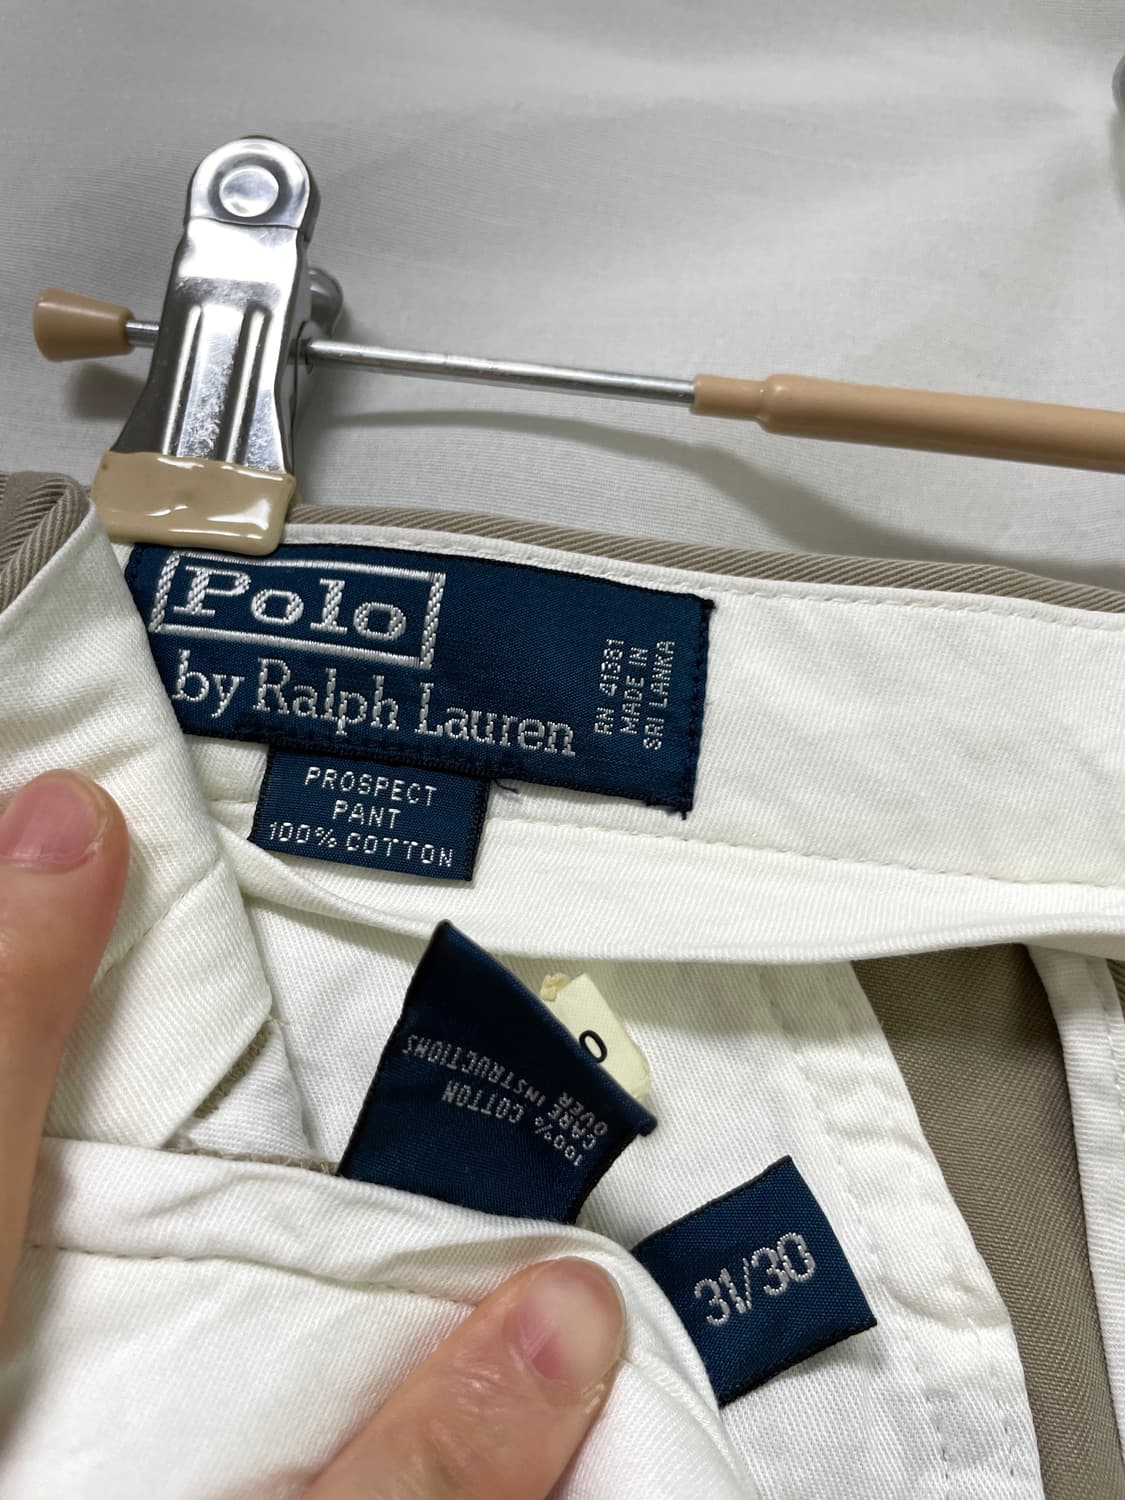 Polo
by Ralph Lauren
RN 41381
MADE IN
SRI LANKA
PROSPECT
PANT
100% COTTON
0
100% COTTON
CARE INSTRUCTIONS
OVER
31/30